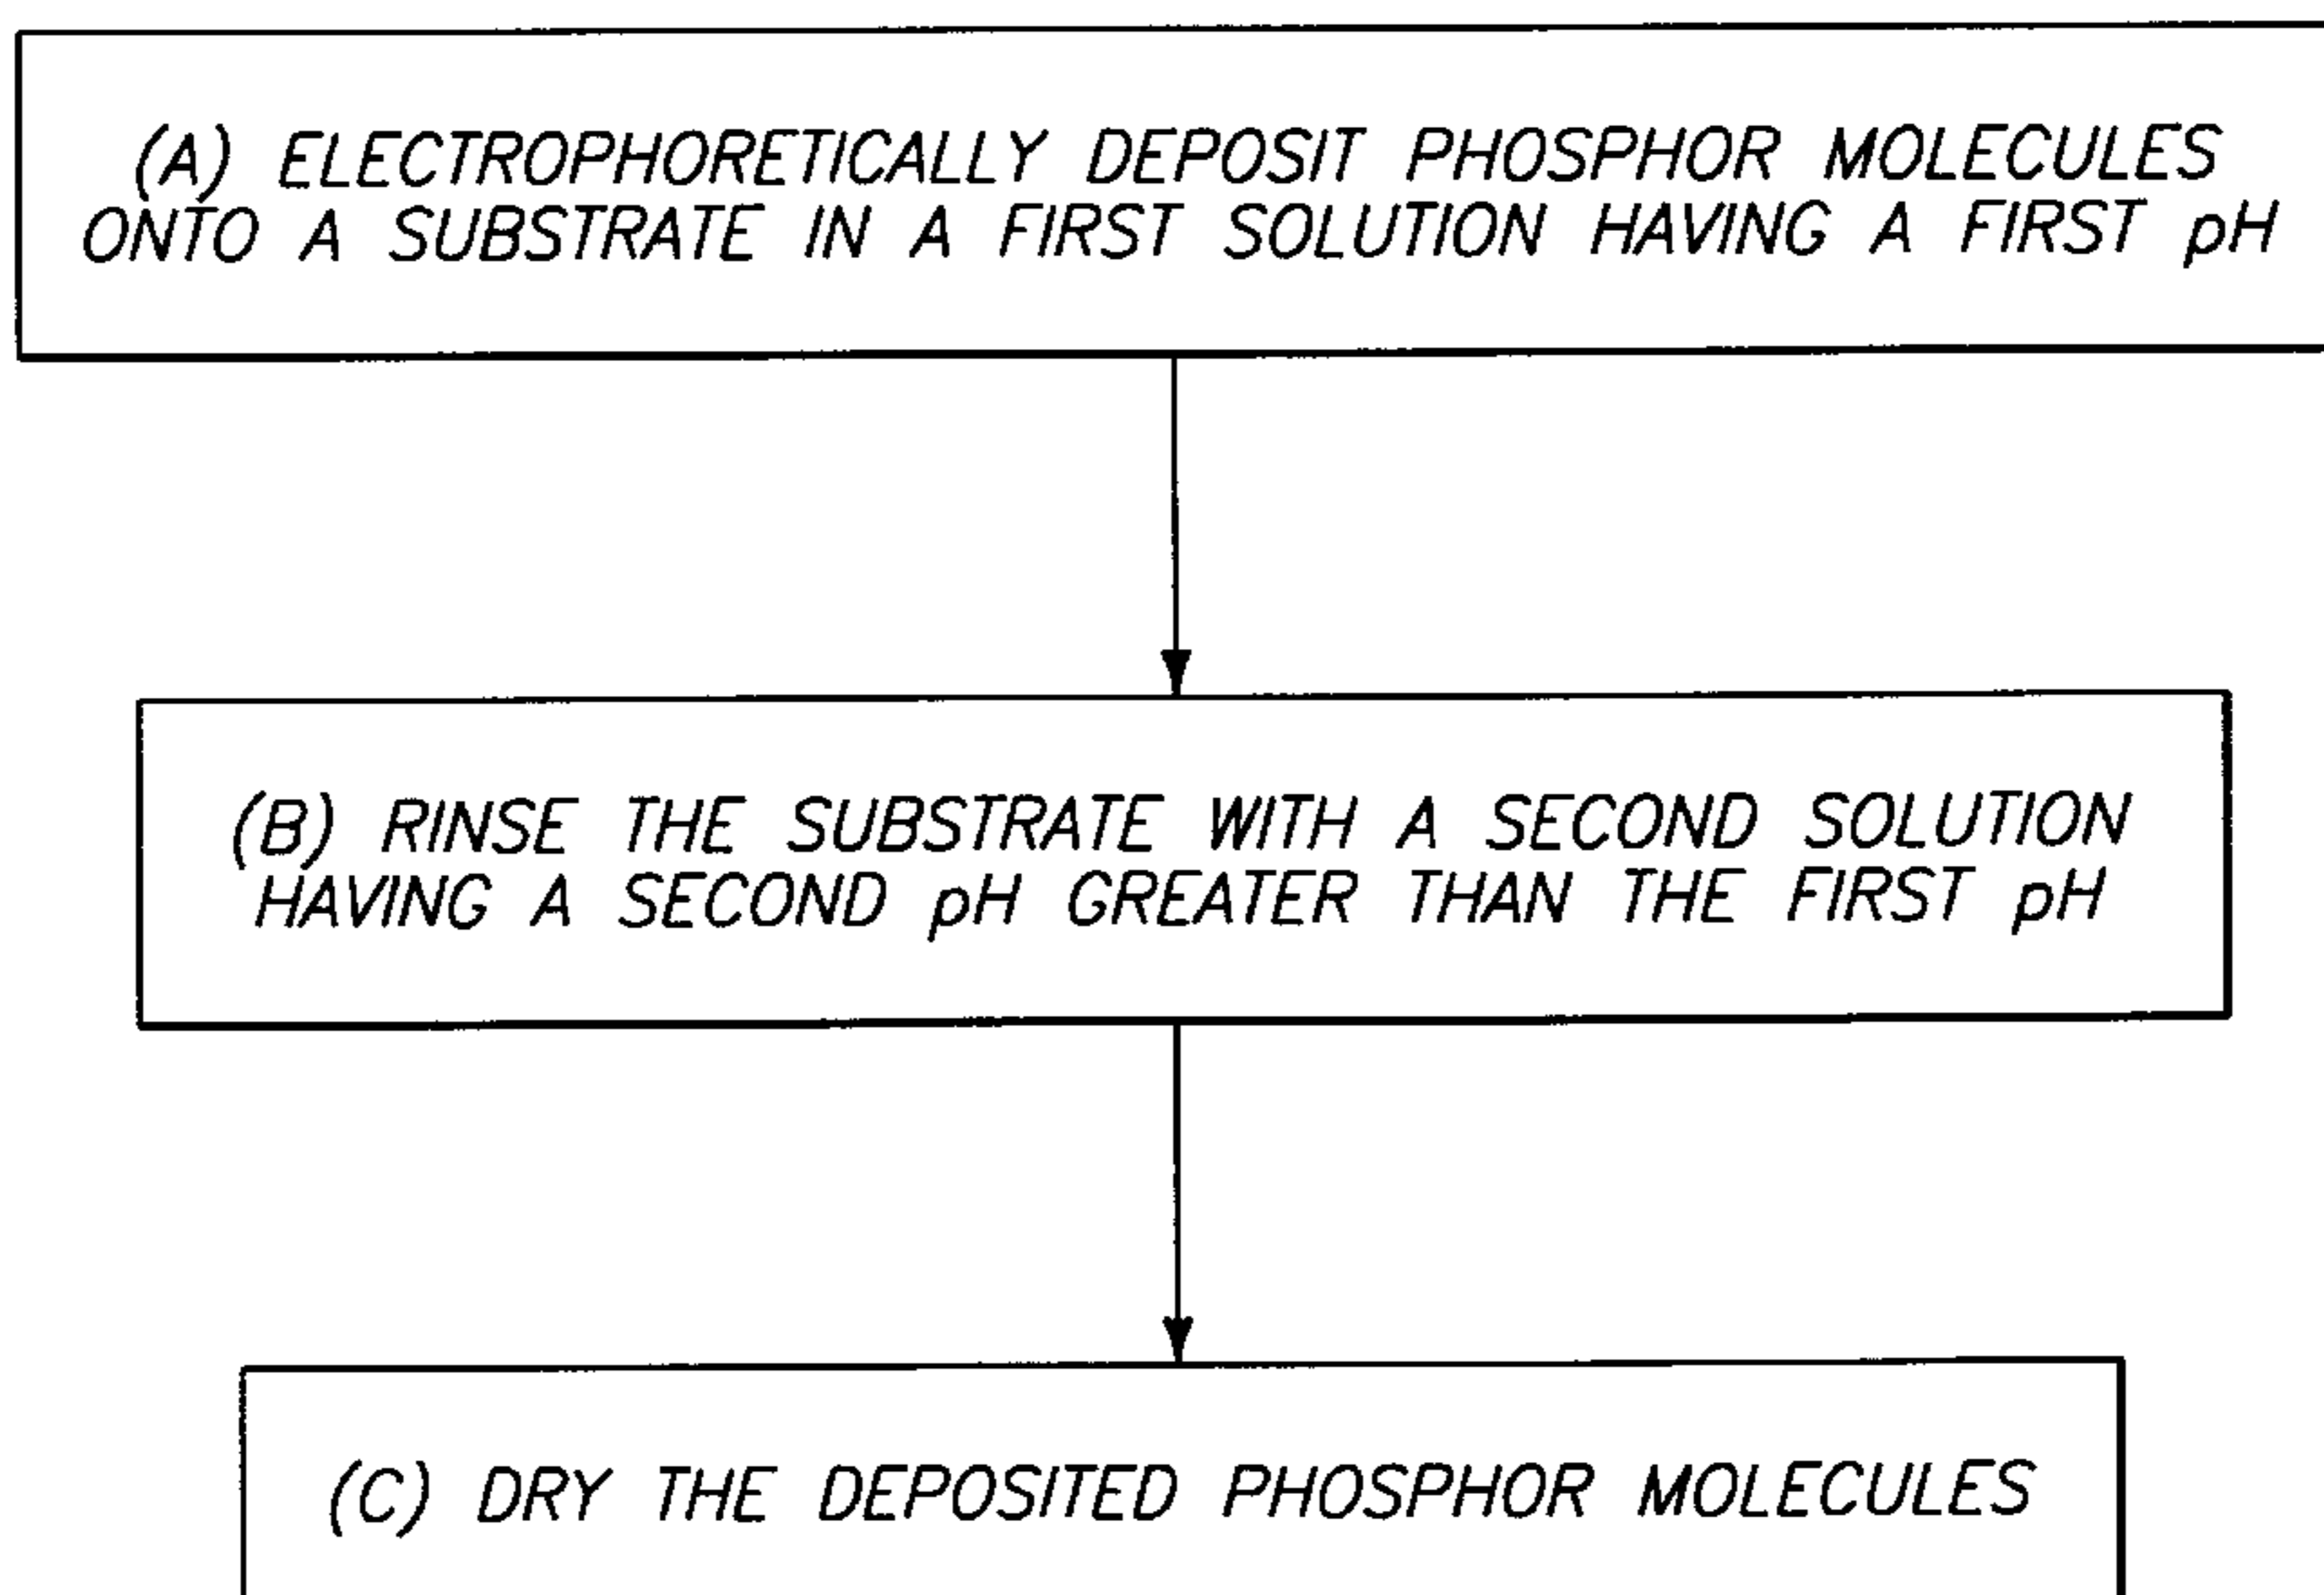 (A) ELECTROPHORETICALLY DEPOSIT PHOSPHOR MOLECULES
ONTO A SUBSTRATE IN A FIRST SOLUTION HAVING A FIRST pH
(B) RINSE THE SUBSTRATE WITH A SECOND SOLUTION
HAVING A SECOND pH GREATER THAN THE FIRST pH
(C) DRY THE DEPOSITED PHOSPHOR MOLECULES